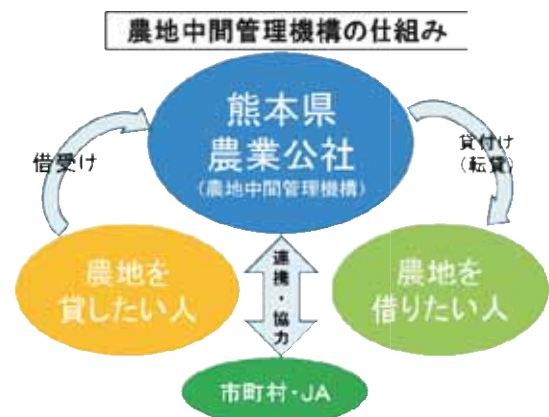 農地中間管理機構の仕組み
熊本県
農業公社
(農地中間管理機構)
借受け
貸付け
(転貸)
農地を
貸したい人
連携・協力
農地を
借りたい人
市町村・JA